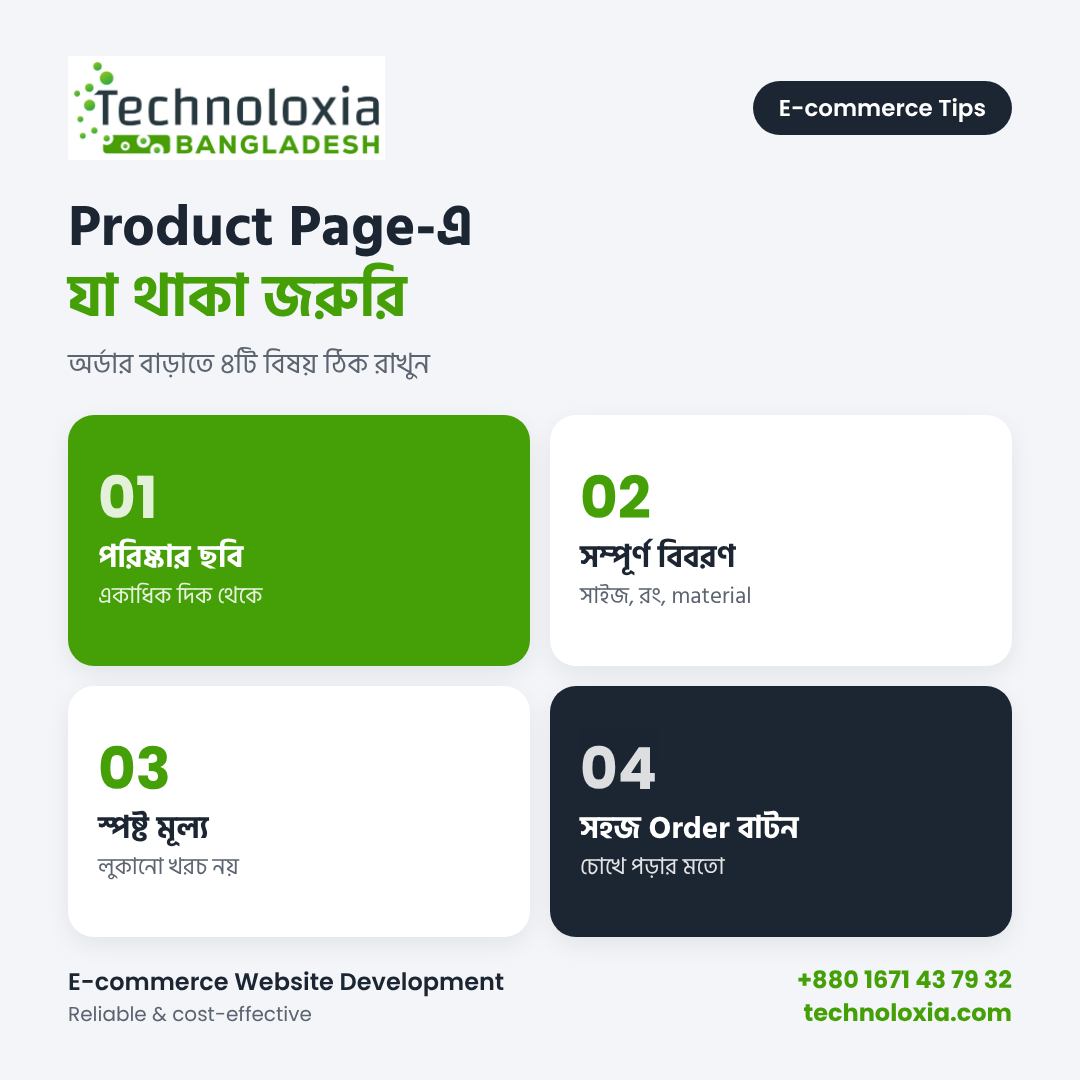 Technoloxia
BANGLADESH
E-commerce Tips
Product Page-এ
যা থাকা জরুরি
অর্ডার বাড়াতে ৪টি বিষয় ঠিক রাখুন
01
পরিষ্কার ছবি
একাধিক দিক থেকে
02
সম্পূর্ণ বিবরণ
সাইজ, রং, material
03
স্পষ্ট মূল্য
লুকানো খরচ নয়
04
সহজ Order বাটন
চোখে পড়ার মতো
E-commerce Website Development
Reliable & cost-effective
+880 1671 43 79 32
technoloxia.com